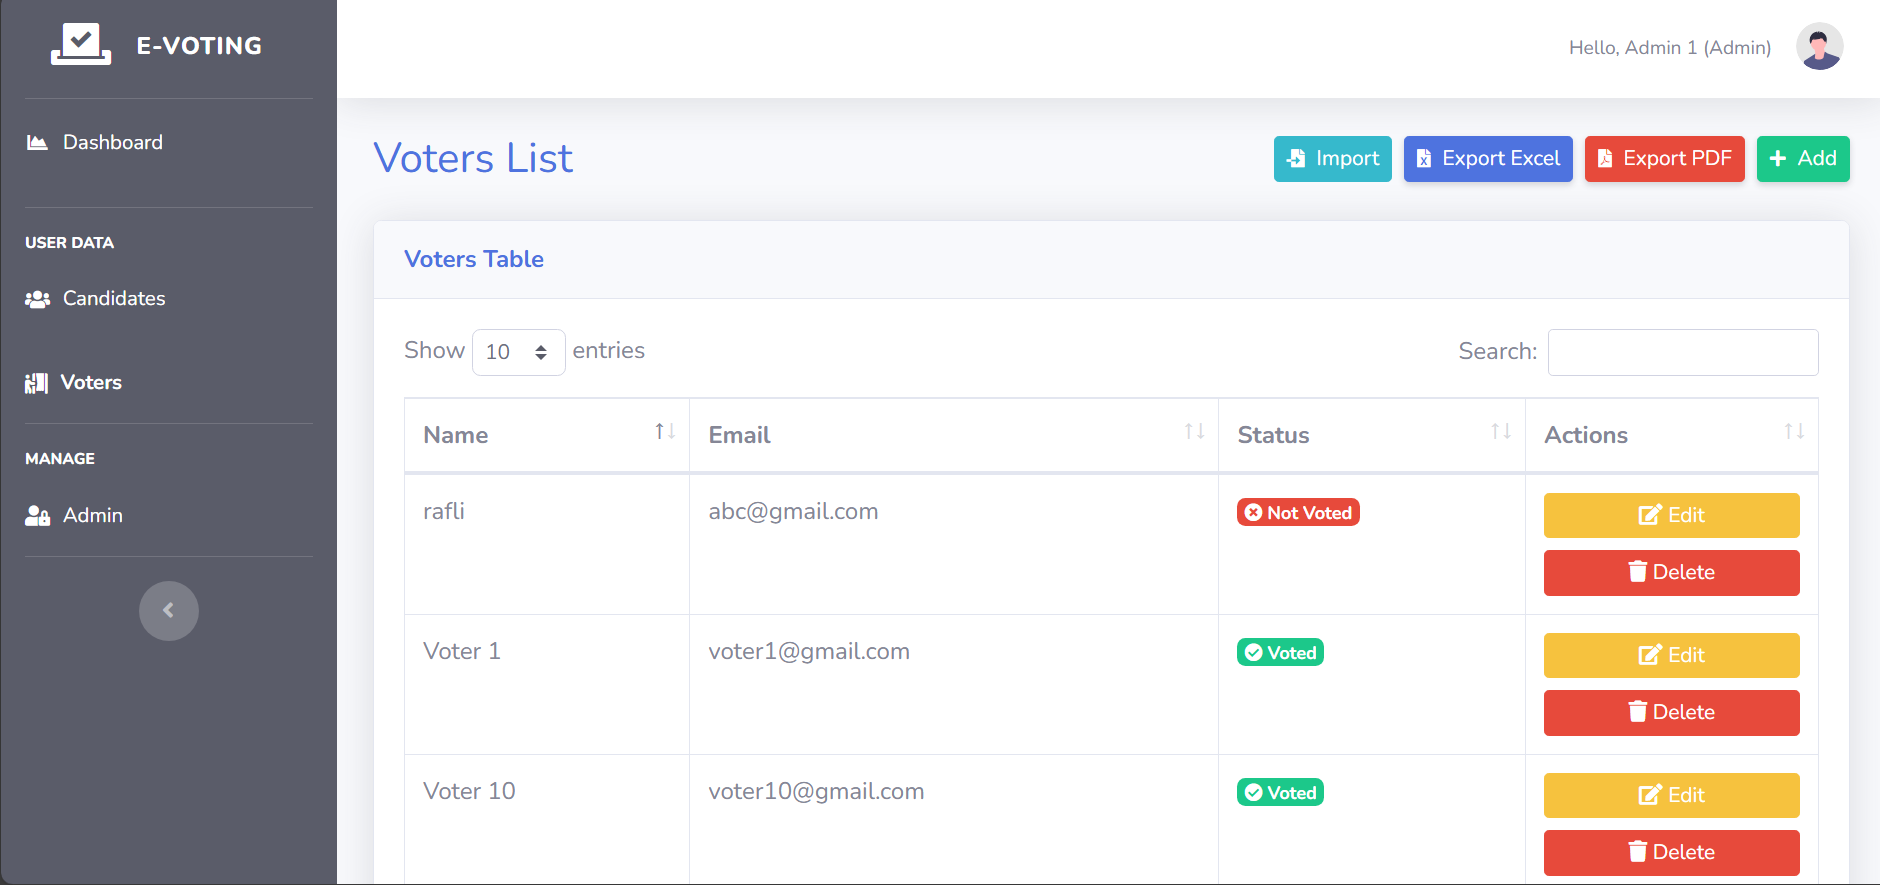 E-VOTING
Hello, Admin 1 (Admin)
Dashboard
USER DATA
Candidates
Voters
MANAGE
Admin
Voters List
Import
Export Excel
Export PDF
Add
Voters Table
Show 10 entries
Search:
Name Email Status Actions
rafli abc@gmail.com Not Voted Edit
Delete
Voter 1 voter1@gmail.com Voted Edit
Delete
Voter 10 voter10@gmail.com Voted Edit
Delete